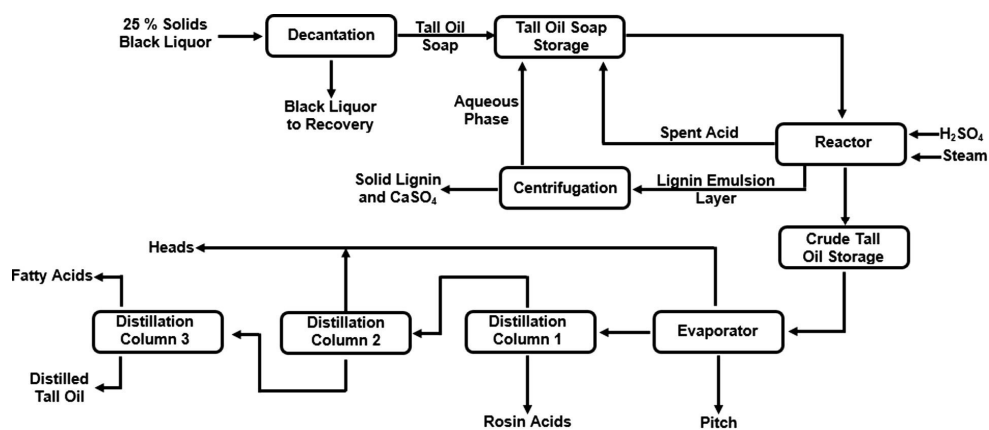 25 % Solids
Black Liquor
Decantation
Tall Oil
Soap
Tall Oil Soap
Storage
Black Liquor
to Recovery
Aqueous
Phase
Spent Acid
Reactor
H₂SO₄
Steam
Solid Lignin
and CaSO₄
Centrifugation
Lignin Emulsion
Layer
Crude Tall
Oil Storage
Heads
Fatty Acids
Distillation
Column 3
Distillation
Column 2
Distillation
Column 1
Evaporator
Distilled
Tall Oil
Rosin Acids
Pitch